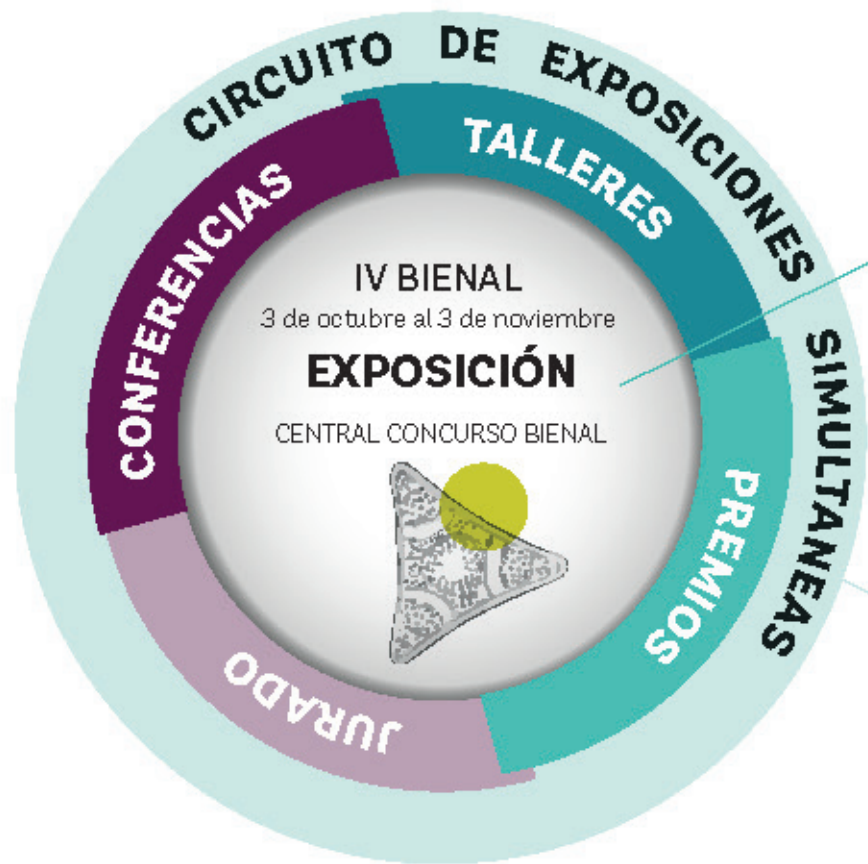 CIRCUITO DE EXPOSICIONES SIMULTANEAS
CONFERENCIAS
TALLERES
PREMIOS
JURADO
IV BIENAL
3 de octubre al 3 de noviembre
EXPOSICIÓN
CENTRAL CONCURSO BIENAL